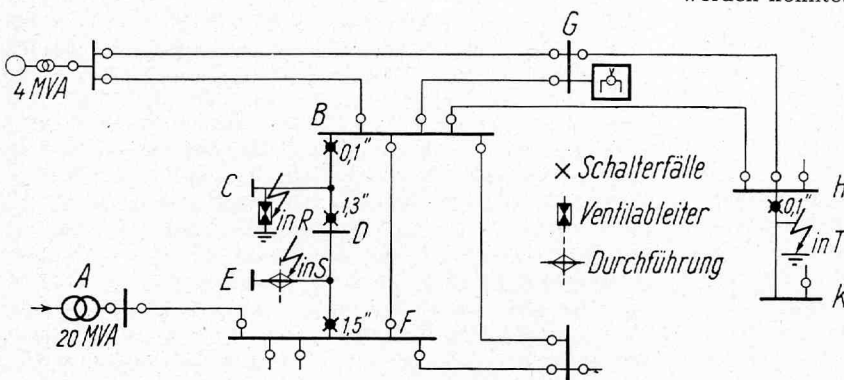 4 MVA
G
B
0,1"
C
in R
1,3"
D
in S
E
A
20 MVA
1,5"
F
× Schalterfälle
Ventilableiter
Durchführung
H
0,1"
in T
K